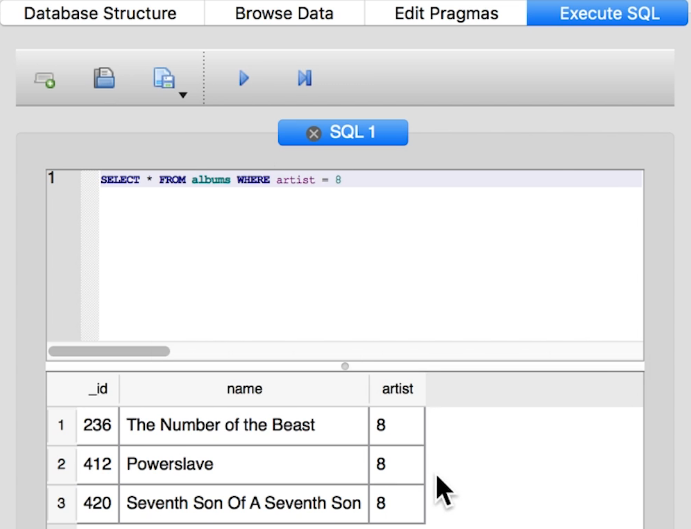 Database Structure Browse Data Edit Pragmas Execute SQL
SQL 1
1 SELECT * FROM albums WHERE artist = 8
_id name artist
1 236 The Number of the Beast 8
2 412 Powerslave 8
3 420 Seventh Son Of A Seventh Son 8